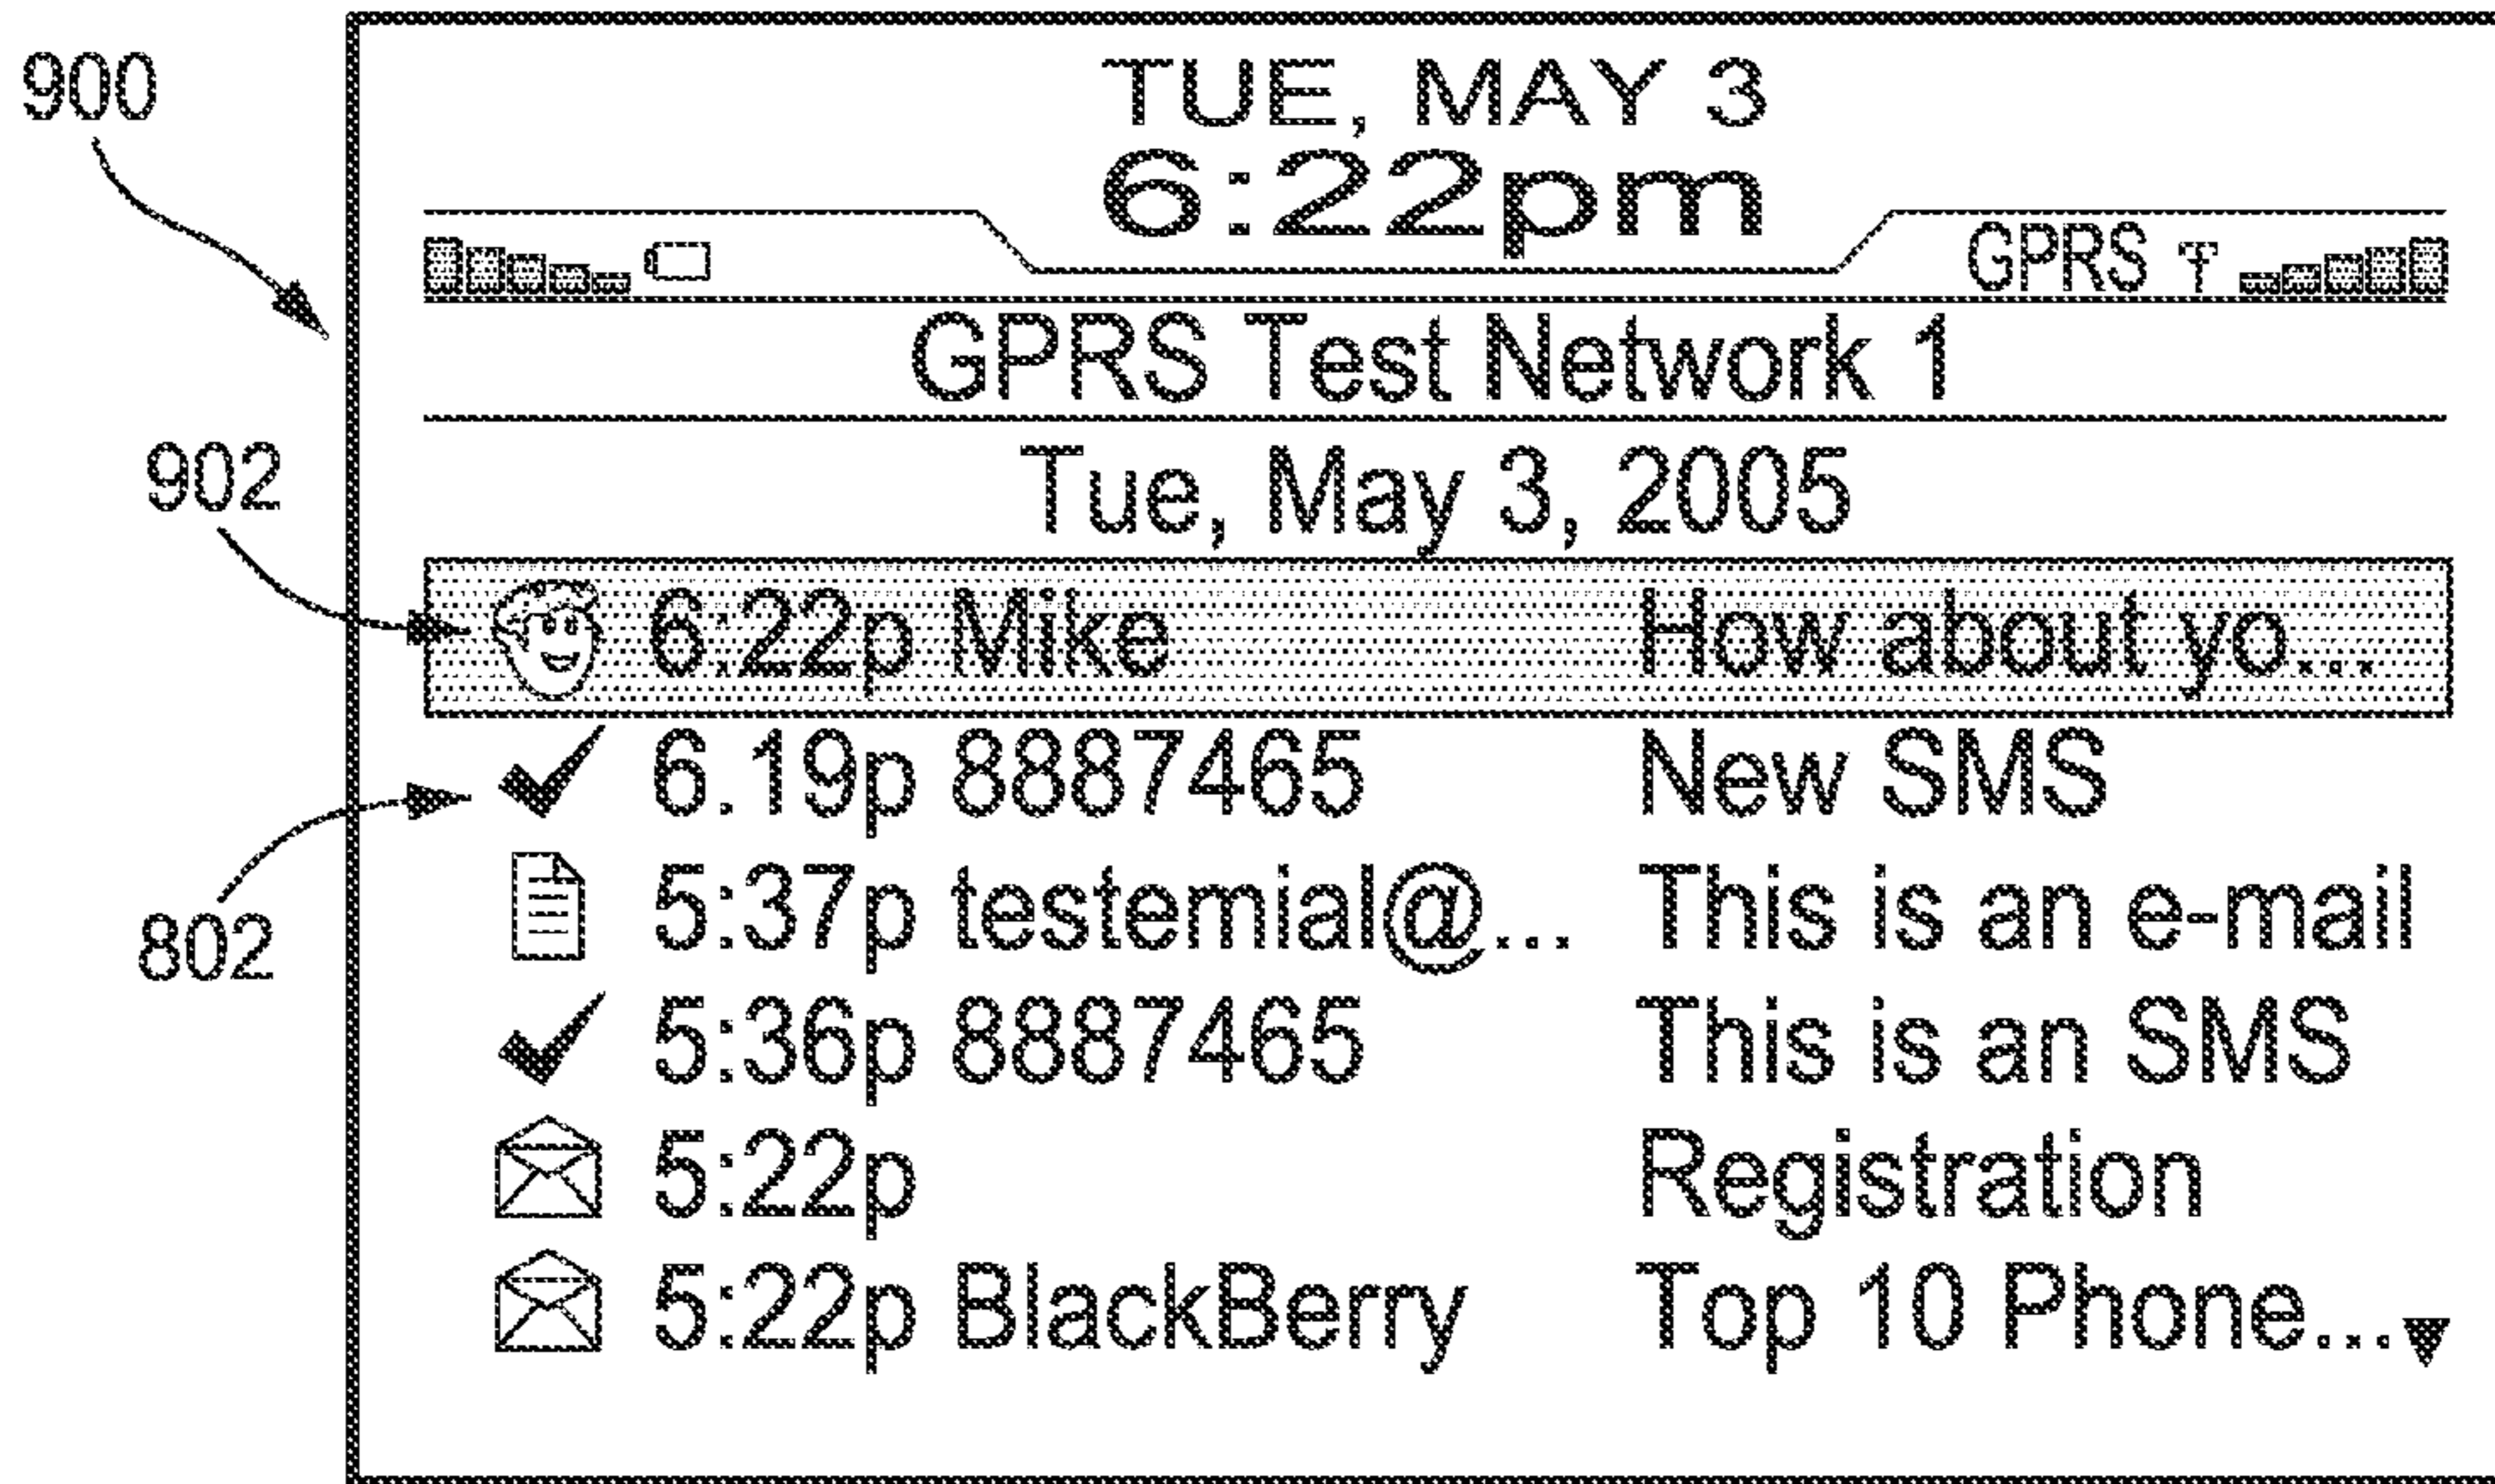 900
TUE, MAY 3
6:22pm
GPRS
GPRS Test Network 1
902
Tue, May 3, 2005
6:22p Mike How about yo...
6.19p 8887465 New SMS
802
5:37p testemial@... This is an e-mail
5:36p 8887465 This is an SMS
5:22p Registration
5:22p BlackBerry Top 10 Phone...